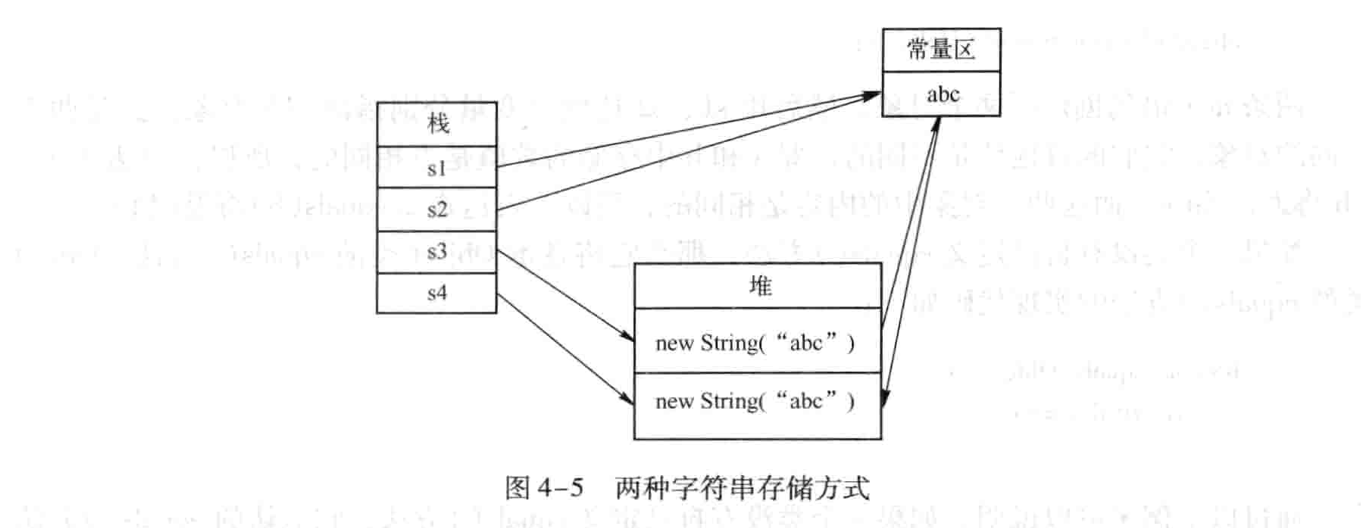 常量区
abc
栈
s1
s2
s3
s4
堆
new String(“abc”)
new String(“abc”)
图 4-5 两种字符串存储方式